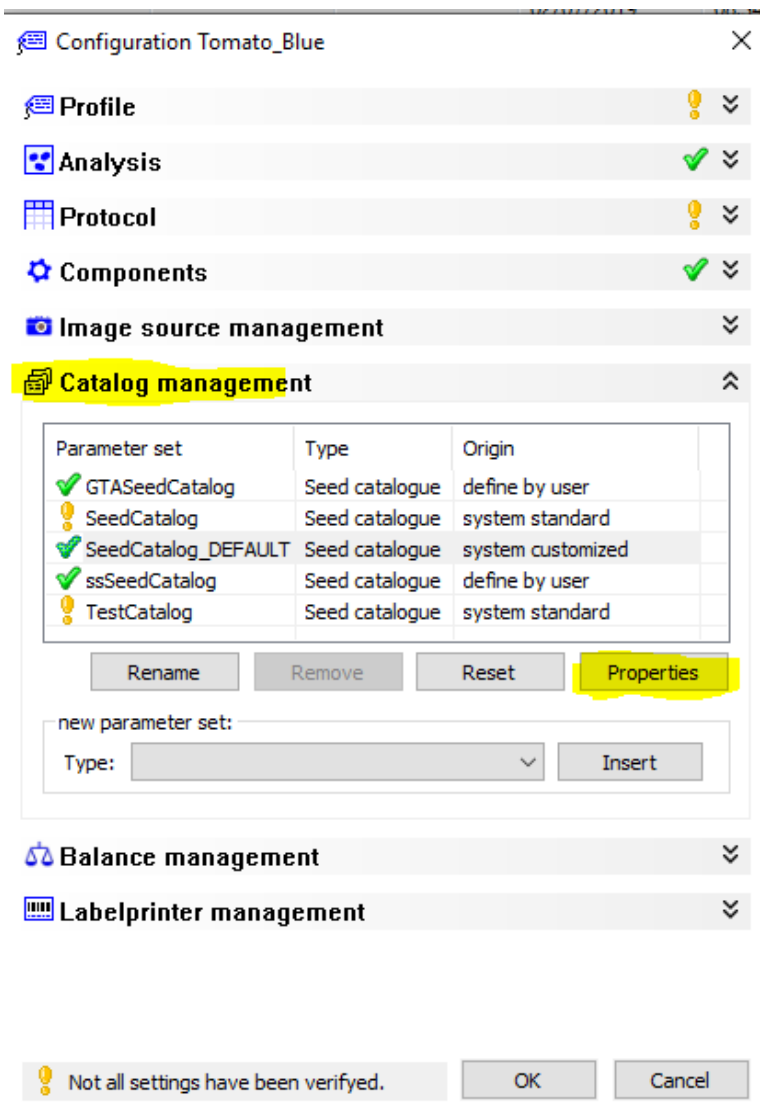 Configuration Tomato_Blue
Profile
Analysis
Protocol
Components
Image source management
Catalog management
Parameter set Type Origin
GTASeedCatalog Seed catalogue define by user
SeedCatalog Seed catalogue system standard
SeedCatalog_DEFAULT Seed catalogue system customized
ssSeedCatalog Seed catalogue define by user
TestCatalog Seed catalogue system standard
Rename Remove Reset Properties
new parameter set:
Type: Insert
Balance management
Labelprinter management
Not all settings have been verifyed. OK Cancel